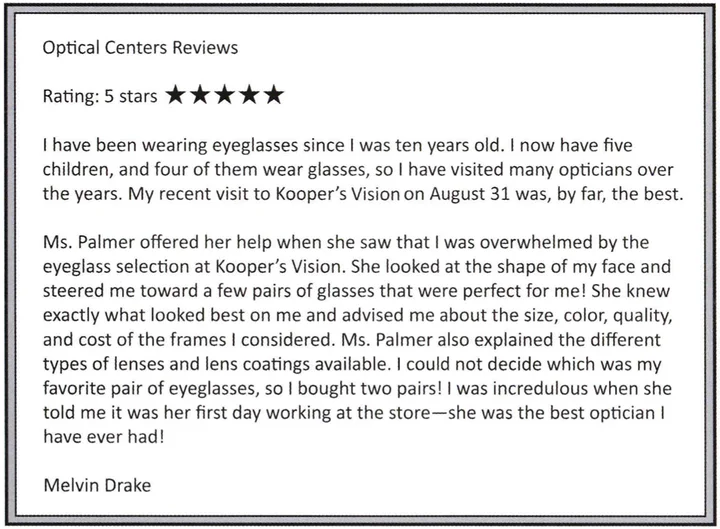 Optical Centers Reviews
Rating: 5 stars ★★★★★
I have been wearing eyeglasses since I was ten years old. I now have five
children, and four of them wear glasses, so I have visited many opticians over
the years. My recent visit to Kooper's Vision on August 31 was, by far, the best.
Ms. Palmer offered her help when she saw that I was overwhelmed by the
eyeglass selection at Kooper's Vision. She looked at the shape of my face and
steered me toward a few pairs of glasses that were perfect for me! She knew
exactly what looked best on me and advised me about the size, color, quality,
and cost of the frames I considered. Ms. Palmer also explained the different
types of lenses and lens coatings available. I could not decide which was my
favorite pair of eyeglasses, so I bought two pairs! I was incredulous when she
told me it was her first day working at the store—she was the best optician I
have ever had!
Melvin Drake